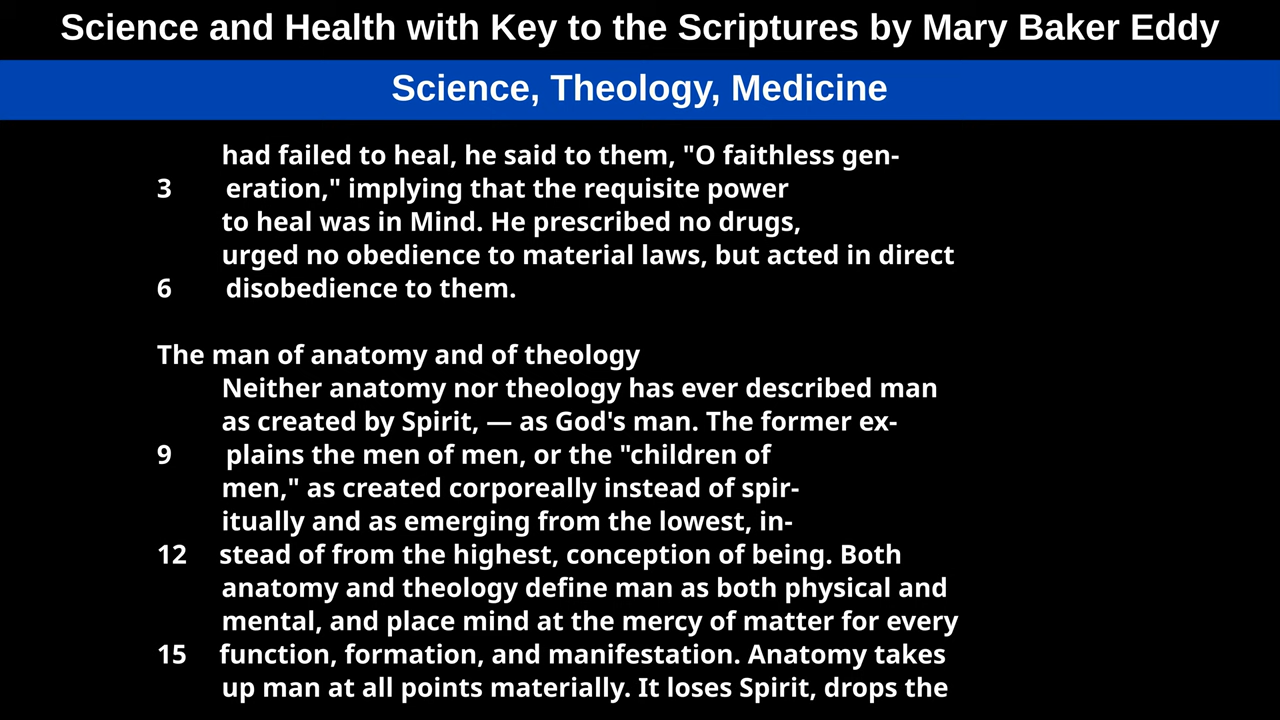 Science and Health with Key to the Scriptures by Mary Baker Eddy
Science, Theology, Medicine
had failed to heal, he said to them, "O faithless gen-
3 eration," implying that the requisite power
to heal was in Mind. He prescribed no drugs,
urged no obedience to material laws, but acted in direct
6 disobedience to them.
The man of anatomy and of theology
Neither anatomy nor theology has ever described man
as created by Spirit, — as God's man. The former ex-
9 plains the men of men, or the "children of
men," as created corporeally instead of spir-
itually and as emerging from the lowest, in-
12 stead of from the highest, conception of being. Both
anatomy and theology define man as both physical and
mental, and place mind at the mercy of matter for every
15 function, formation, and manifestation. Anatomy takes
up man at all points materially. It loses Spirit, drops the